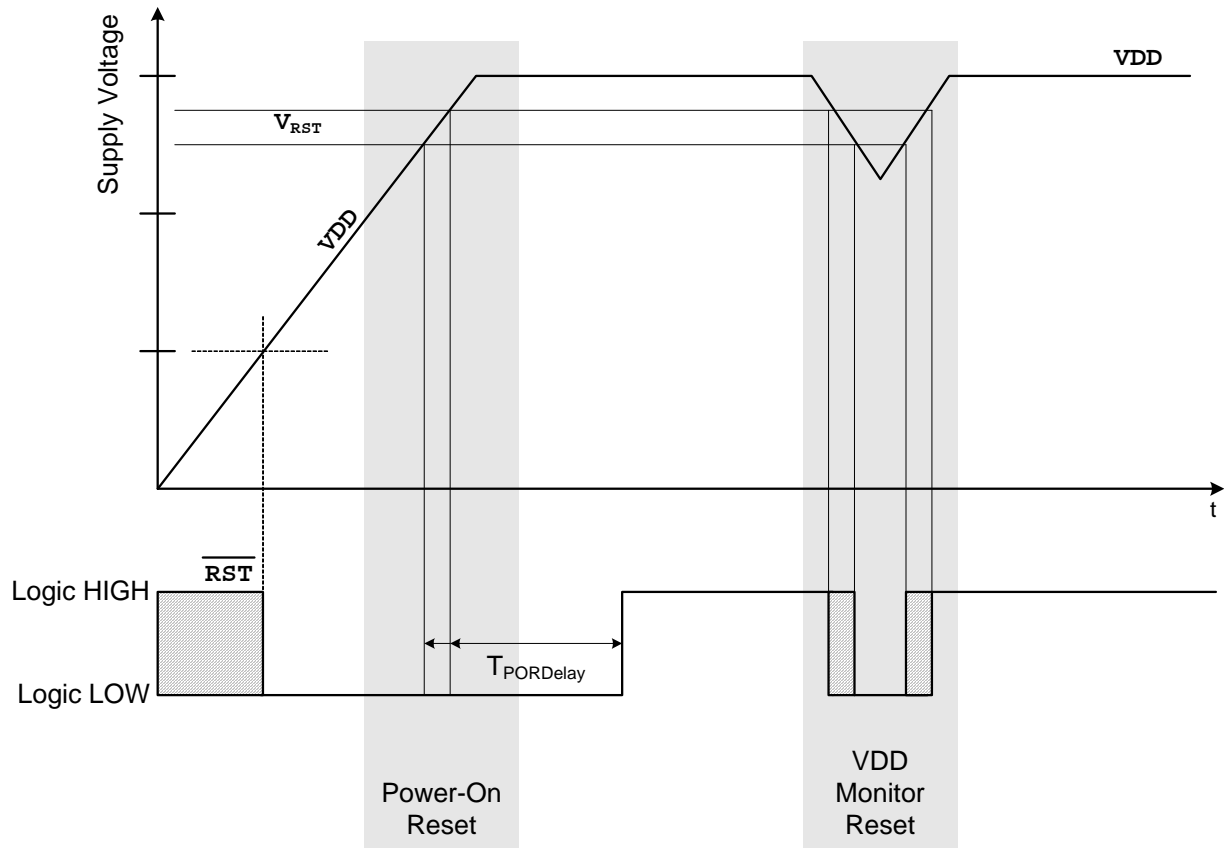 Supply Voltage
VDD
V_RST
VDD
t
RST
Logic HIGH
T_PORDelay
Logic LOW
Power-On
Reset
VDD
Monitor
Reset